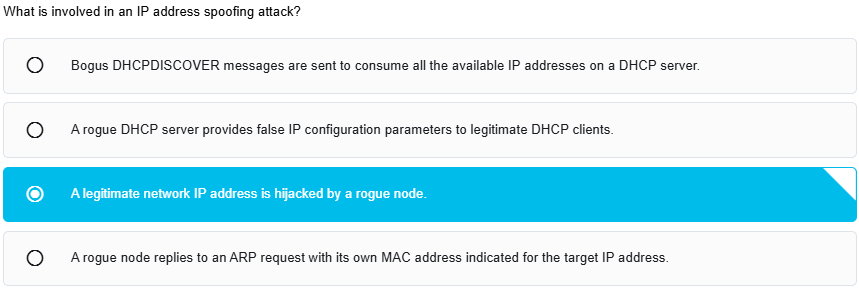 What is involved in an IP address spoofing attack?
Bogus DHCPDISCOVER messages are sent to consume all the available IP addresses on a DHCP server.
A rogue DHCP server provides false IP configuration parameters to legitimate DHCP clients.
A legitimate network IP address is hijacked by a rogue node.
A rogue node replies to an ARP request with its own MAC address indicated for the target IP address.